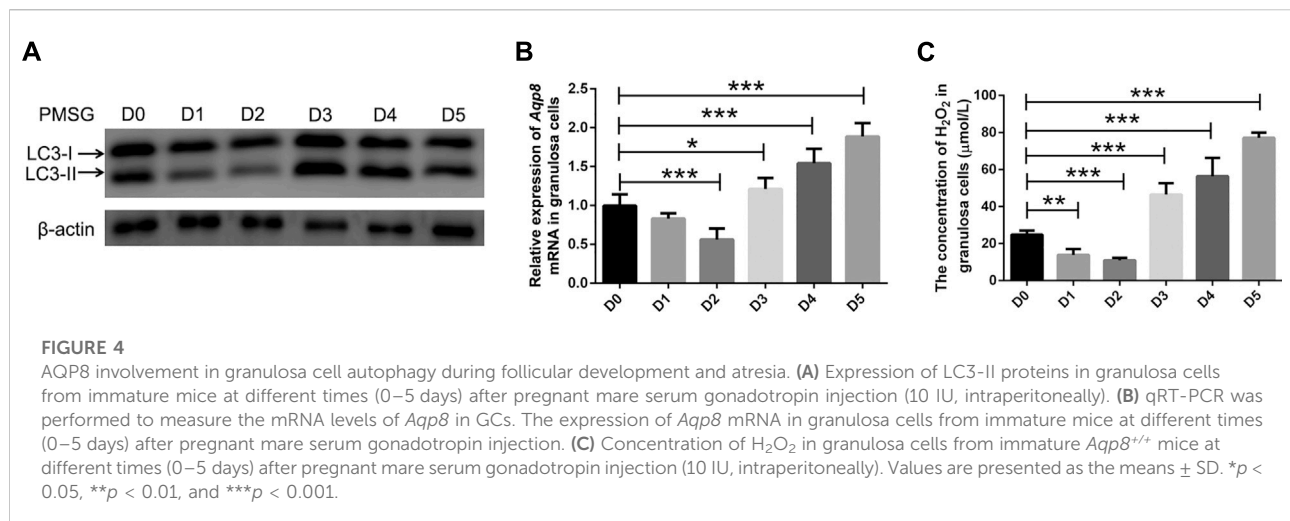 A
PMSG D0 D1 D2 D3 D4 D5
LC3-I
LC3-II
β-actin
B
Relative expression of Aqp8
mRNA in granulosa cells
2.5
2.0
1.5
1.0
0.5
0.0
***
***
*
***
D0 D1 D2 D3 D4 D5
C
The concentration of H₂O₂ in
granulosa cells (μmol/L)
100
80
60
40
20
0
***
***
***
***
**
D0 D1 D2 D3 D4 D5
FIGURE 4
AQP8 involvement in granulosa cell autophagy during follicular development and atresia. (A) Expression of LC3-II proteins in granulosa cells
from immature mice at different times (0–5 days) after pregnant mare serum gonadotropin injection (10 IU, intraperitoneally). (B) qRT-PCR was
performed to measure the mRNA levels of Aqp8 in GCs. The expression of Aqp8 mRNA in granulosa cells from immature mice at different times
(0–5 days) after pregnant mare serum gonadotropin injection. (C) Concentration of H₂O₂ in granulosa cells from immature Aqp8⁺/⁺ mice at
different times (0–5 days) after pregnant mare serum gonadotropin injection (10 IU, intraperitoneally). Values are presented as the means ± SD. *p <
0.05, **p < 0.01, and ***p < 0.001.